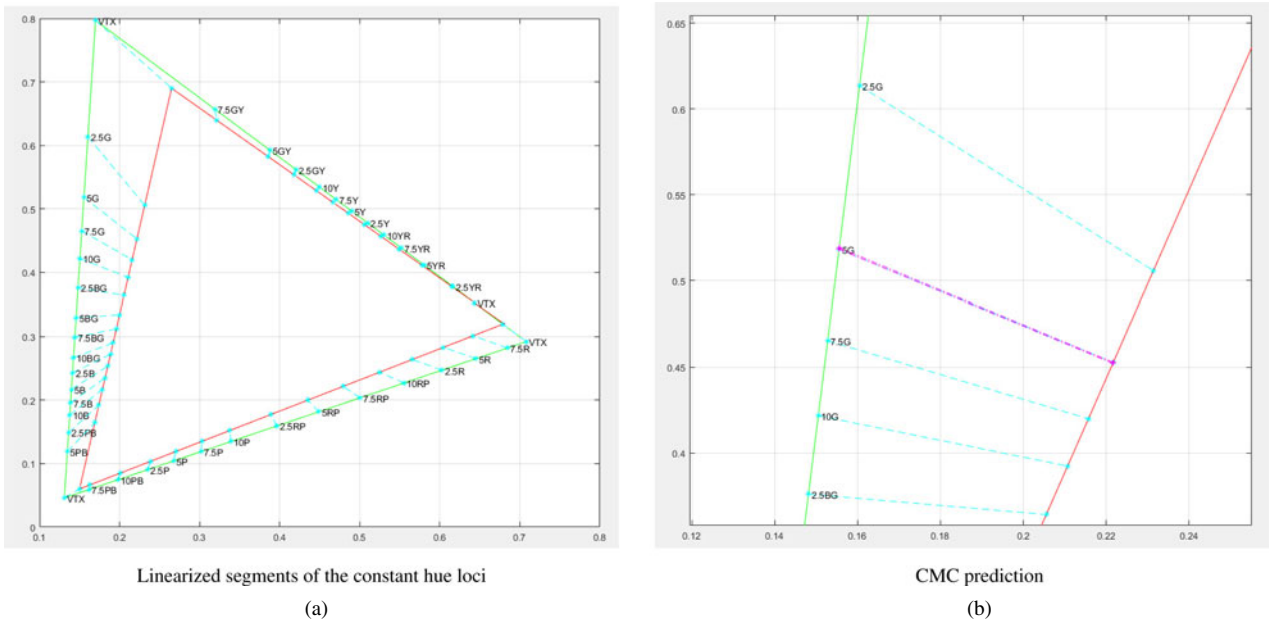 0.8
0.7
0.6
0.5
0.4
0.3
0.2
0.1
0
0.1
0.2
0.3
0.4
0.5
0.6
0.7
0.8
VTX
7.5GY
5GY
2.5GY
10Y
7.5Y
5Y
2.5Y
10YR
7.5YR
5YR
2.5YR
VTX
VTX
7.5R
5R
2.5R
10RP
7.5RP
5RP
2.5RP
10P
7.5P
5P
2.5P
10PB
7.5PB
VTX
2.5G
5G
7.5G
10G
2.5BG
5BG
7.5BG
10BG
2.5B
5B
7.5B
10B
2.5PB
5PB
Linearized segments of the constant hue loci
(a)
0.65
0.6
0.55
0.5
0.45
0.4
0.12
0.14
0.16
0.18
0.2
0.22
0.24
2.5G
5G
7.5G
10G
2.5BG
CMC prediction
(b)